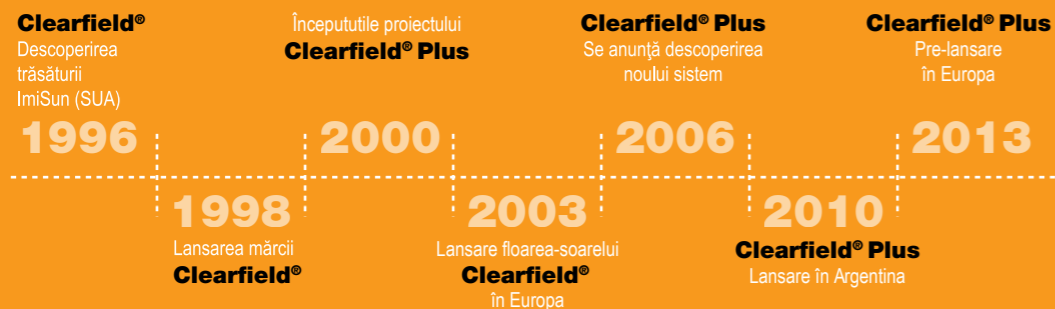 Clearfield®
Descoperirea
trăsăturii
ImiSun (SUA)
1996
1998
Lansarea mărcii
Clearfield®
Începututile proiectului
Clearfield® Plus
2000
2003
Lansare floarea-soarelui
Clearfield®
în Europa
Clearfield® Plus
Se anunță descoperirea
noului sistem
2006
2010
Clearfield® Plus
Lansare în Argentina
Clearfield® Plus
Pre-lansare
în Europa
2013